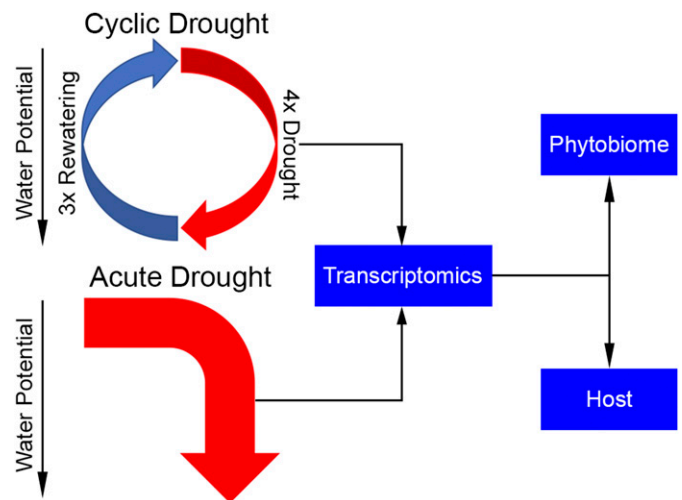 Cyclic Drought
Water Potential
3x Rewatering
4x Drought
Phytobiome
Transcriptomics
Acute Drought
Water Potential
Host